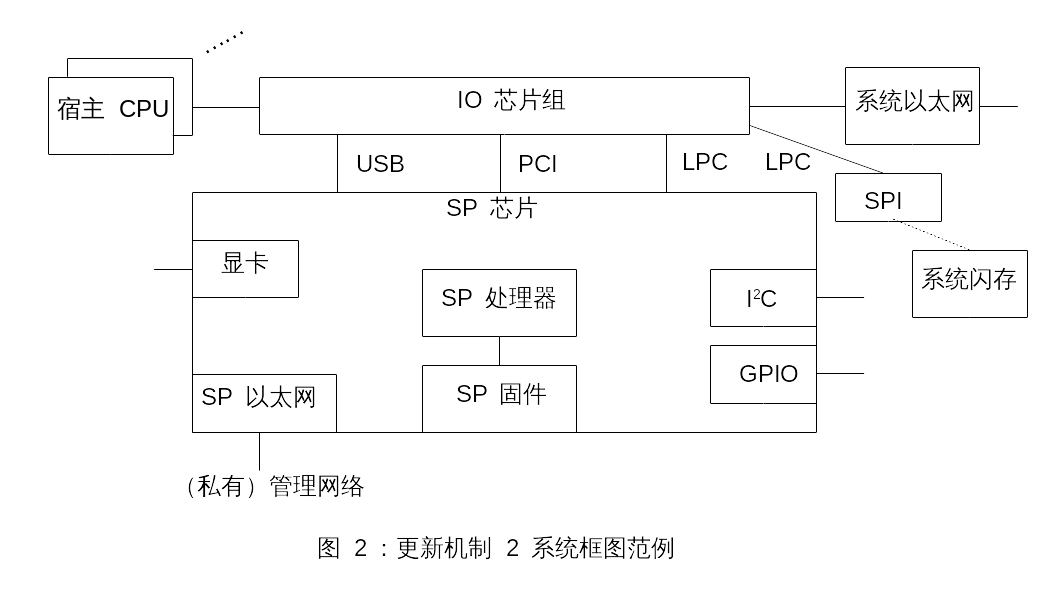 宿主 CPU
IO 芯片组
系统以太网
USB
PCI
LPC
LPC
SPI
SP 芯片
显卡
系统闪存
SP 处理器
I²C
GPIO
SP 以太网
SP 固件
（私有）管理网络
图 2：更新机制 2 系统框图范例